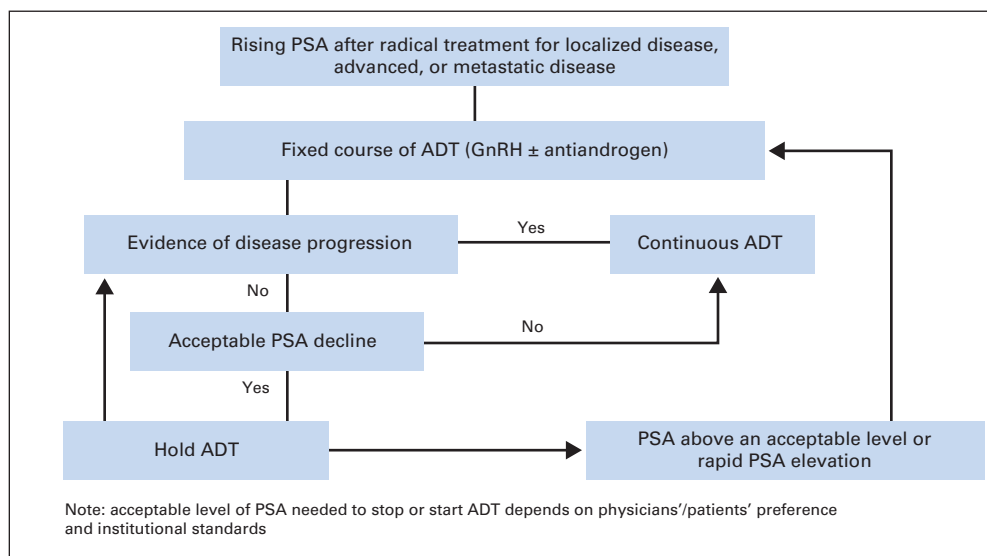 Rising PSA after radical treatment for localized disease,
advanced, or metastatic disease
Fixed course of ADT (GnRH ± antiandrogen)
Evidence of disease progression
Yes
Continuous ADT
No
Acceptable PSA decline
No
Yes
Hold ADT
PSA above an acceptable level or
rapid PSA elevation
Note: acceptable level of PSA needed to stop or start ADT depends on physicians’/patients’ preference
and institutional standards